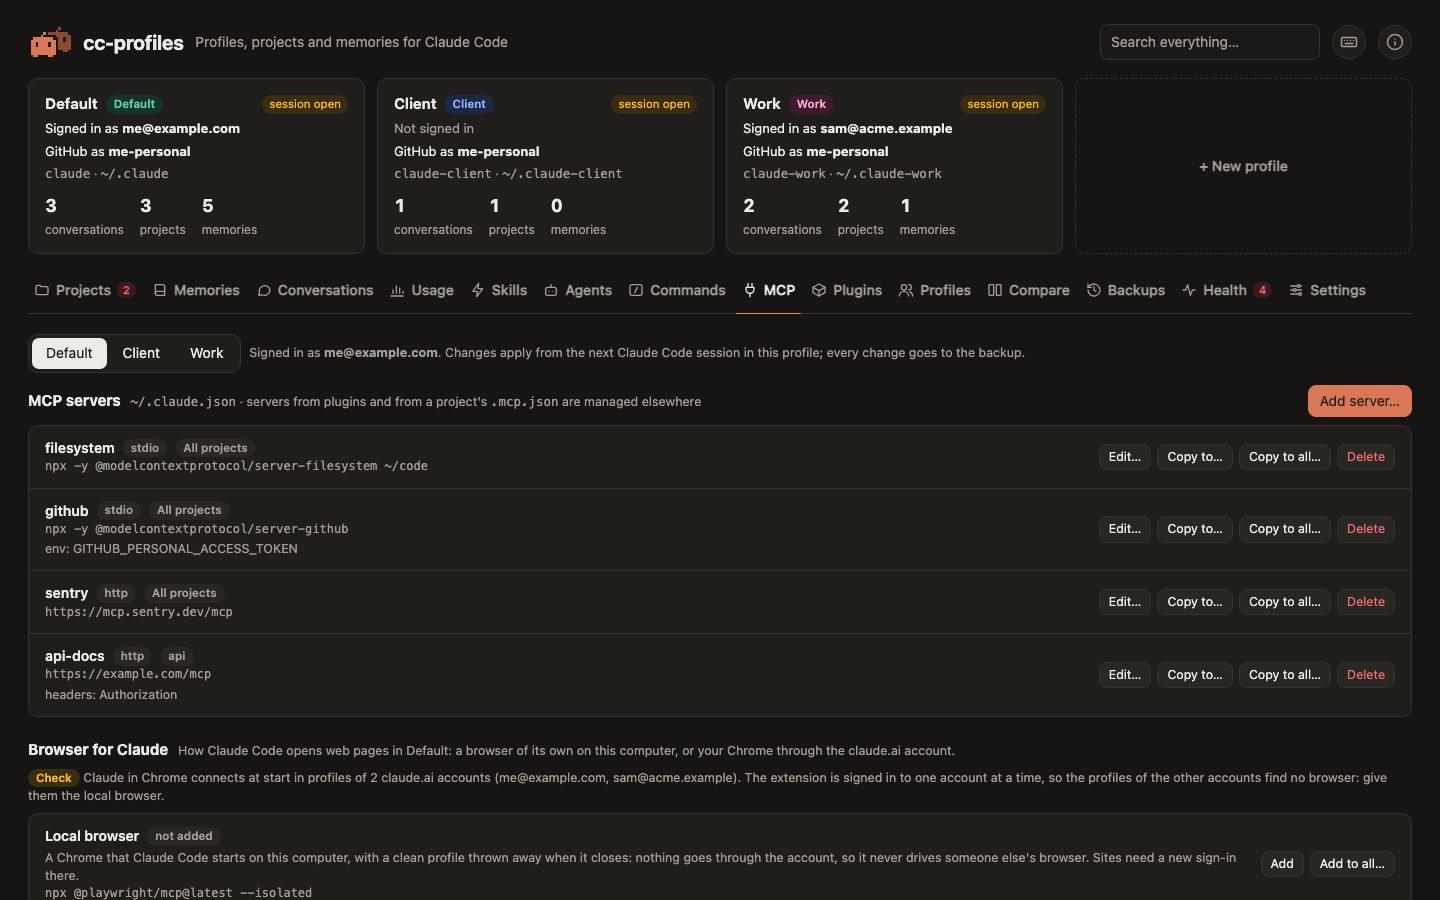 cc-profiles Profiles, projects and memories for Claude Code Search everything...
Default Default session open
Signed in as me@example.com
GitHub as me-personal
claude · ~/.claude
3 3 5
conversations projects memories
Client Client session open
Not signed in
GitHub as me-personal
claude-client · ~/.claude-client
1 1 0
conversations projects memories
Work Work session open
Signed in as sam@acme.example
GitHub as me-personal
claude-work · ~/.claude-work
2 2 1
conversations projects memories
+ New profile
Projects 2 Memories Conversations Usage Skills Agents Commands MCP Plugins Profiles Compare Backups Health 4 Settings
Default Client Work Signed in as me@example.com. Changes apply from the next Claude Code session in this profile; every change goes to the backup.
MCP servers ~/.claude.json · servers from plugins and from a project's .mcp.json are managed elsewhere Add server...
filesystem stdio All projects
npx -y @modelcontextprotocol/server-filesystem ~/code
Edit... Copy to... Copy to all... Delete
github stdio All projects
npx -y @modelcontextprotocol/server-github
env: GITHUB_PERSONAL_ACCESS_TOKEN
Edit... Copy to... Copy to all... Delete
sentry http All projects
https://mcp.sentry.dev/mcp
Edit... Copy to... Copy to all... Delete
api-docs http api
https://example.com/mcp
headers: Authorization
Edit... Copy to... Copy to all... Delete
Browser for Claude How Claude Code opens web pages in Default: a browser of its own on this computer, or your Chrome through the claude.ai account.
Check Claude in Chrome connects at start in profiles of 2 claude.ai accounts (me@example.com, sam@acme.example). The extension is signed in to one account at a time, so the profiles of the other accounts find no browser: give
them the local browser.
Local browser not added
A Chrome that Claude Code starts on this computer, with a clean profile thrown away when it closes: nothing goes through the account, so it never drives someone else's browser. Sites need a new sign-in
there.
npx @playwright/mcp@latest --isolated
Add Add to all...